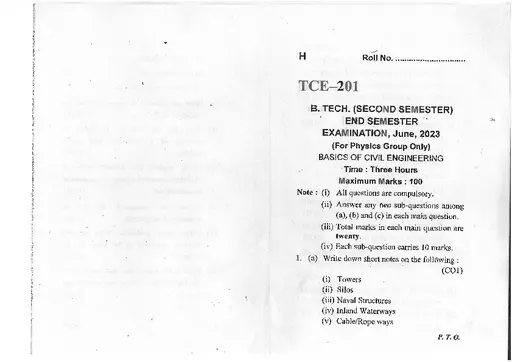 H Roll No. ..............................
TCE–201
B. TECH. (SECOND SEMESTER)
END SEMESTER
EXAMINATION, June, 2023
(For Physics Group Only)
BASICS OF CIVIL ENGINEERING
Time : Three Hours
Maximum Marks : 100
Note : (i) All questions are compulsory.
(ii) Answer any two sub-questions among
(a), (b) and (c) in each main question.
(iii) Total marks in each main question are
twenty.
(iv) Each sub-question carries 10 marks.
1. (a) Write down short notes on the following :
(CO1)
(i) Towers
(ii) Silos
(iii) Naval Structures
(iv) Inland Waterways
(v) Cable/Rope ways
P. T. O.